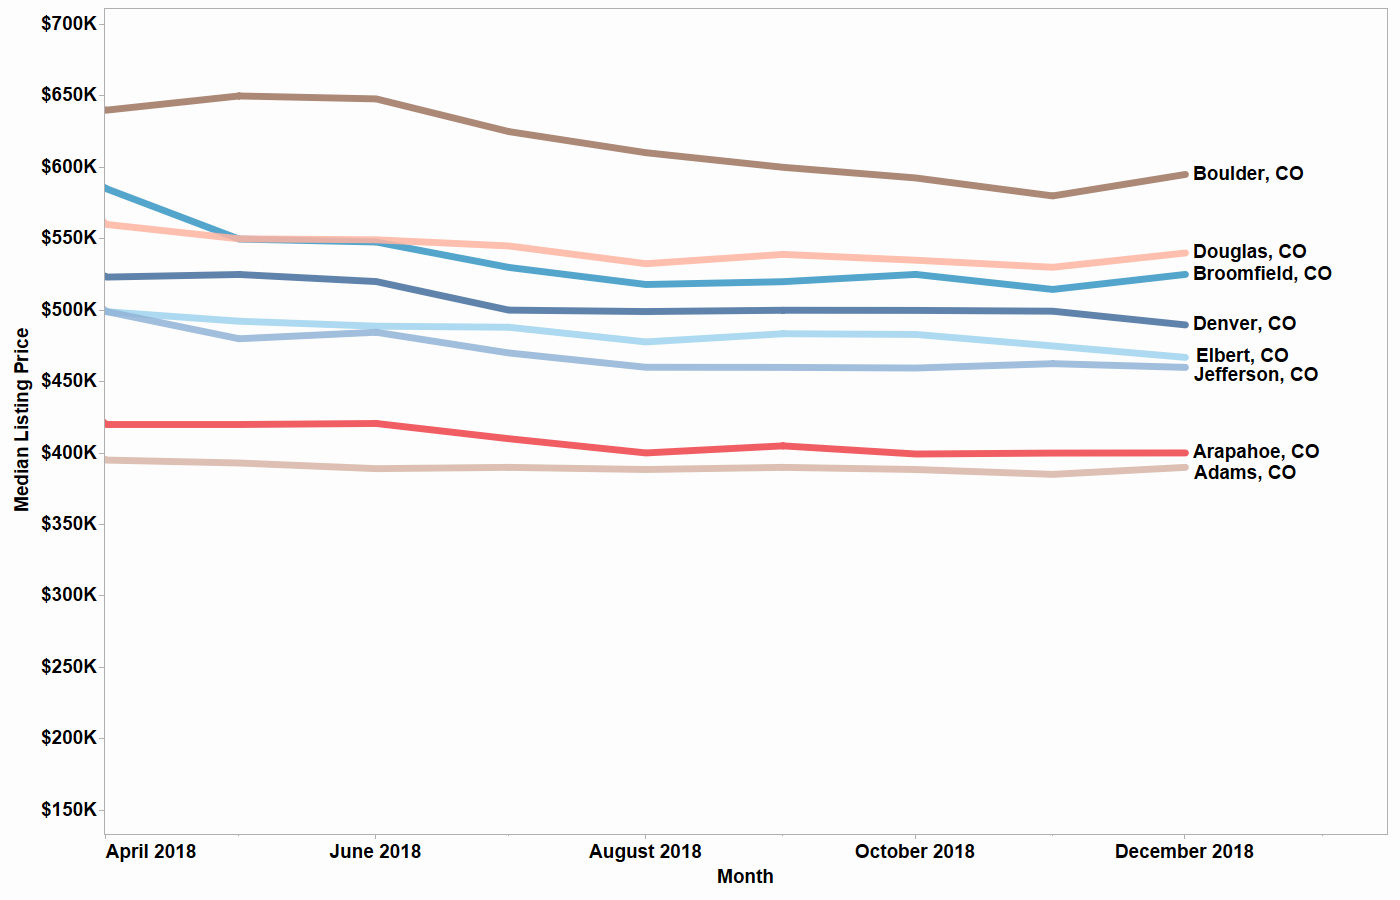 $700K
$650K
$600K
$550K
$500K
$450K
$400K
$350K
$300K
$250K
$200K
$150K
Median Listing Price
Boulder, CO
Douglas, CO
Broomfield, CO
Denver, CO
Elbert, CO
Jefferson, CO
Arapahoe, CO
Adams, CO
April 2018
June 2018
August 2018
October 2018
December 2018
Month